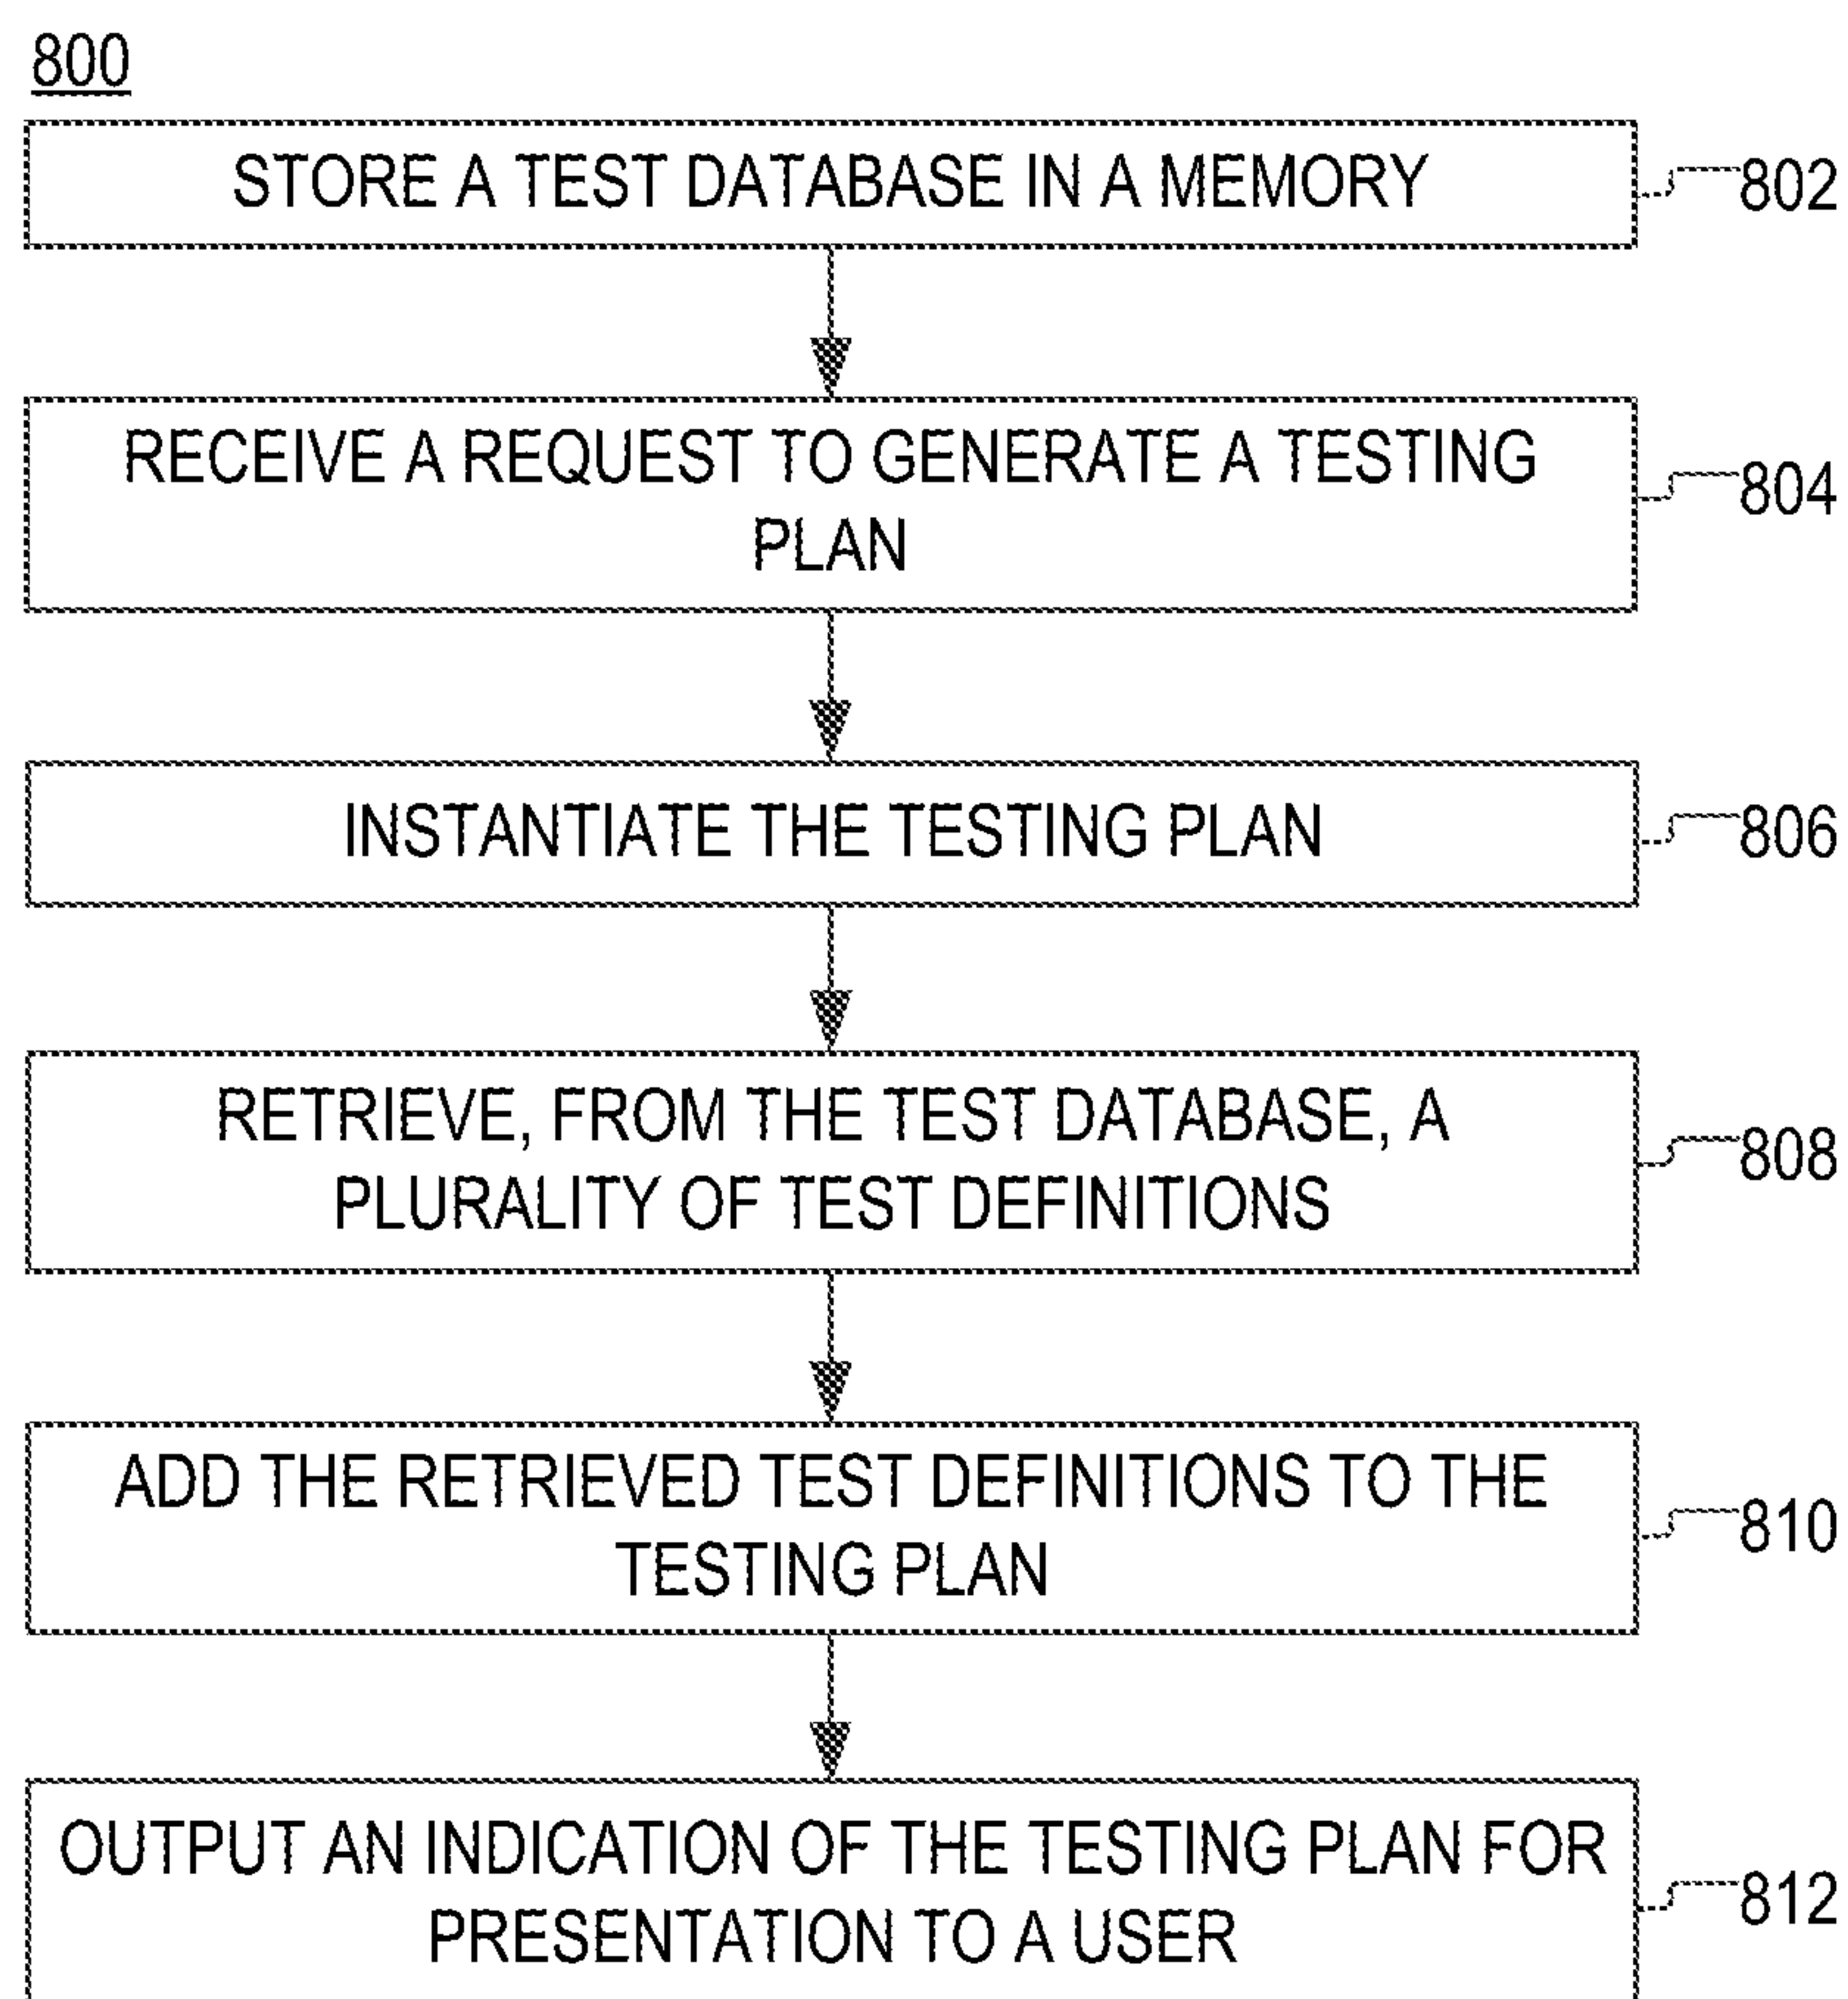 800
STORE A TEST DATABASE IN A MEMORY
802
RECEIVE A REQUEST TO GENERATE A TESTING
PLAN
804
INSTANTIATE THE TESTING PLAN
806
RETRIEVE, FROM THE TEST DATABASE, A
PLURALITY OF TEST DEFINITIONS
808
ADD THE RETRIEVED TEST DEFINITIONS TO THE
TESTING PLAN
810
OUTPUT AN INDICATION OF THE TESTING PLAN FOR
PRESENTATION TO A USER
812